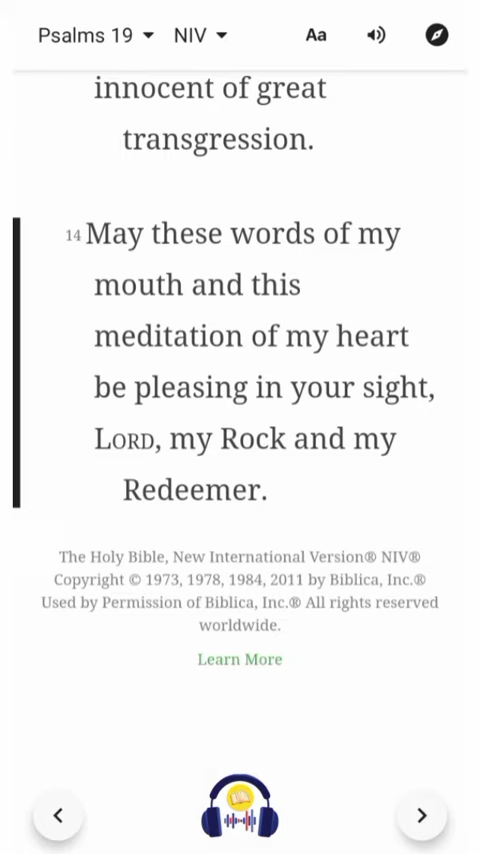 Psalms 19 NIV Aa
innocent of great
transgression.
14 May these words of my
mouth and this
meditation of my heart
be pleasing in your sight,
LORD, my Rock and my
Redeemer.
The Holy Bible, New International Version® NIV®
Copyright © 1973, 1978, 1984, 2011 by Biblica, Inc.®
Used by Permission of Biblica, Inc.® All rights reserved
worldwide.
Learn More